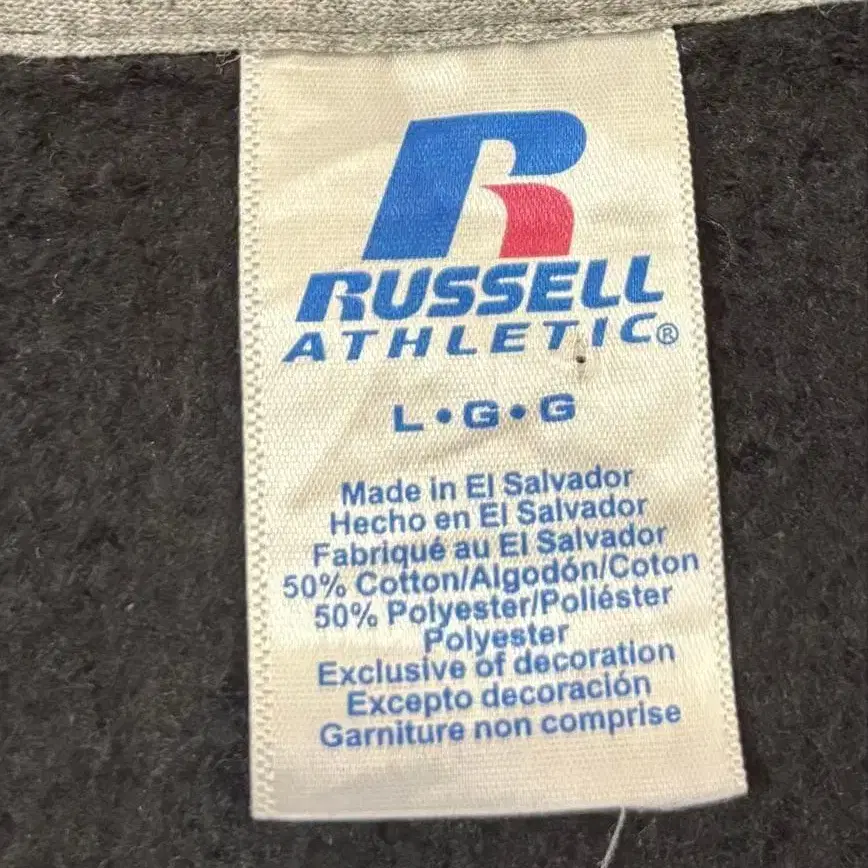 R
RUSSELL
ATHLETIC®
L•G•G
Made in El Salvador
Hecho en El Salvador
Fabriqué au El Salvador
50% Cotton/Algodón/Coton
50% Polyester/Poliéster
Polyester
Exclusive of decoration
Excepto decoración
Garniture non comprise